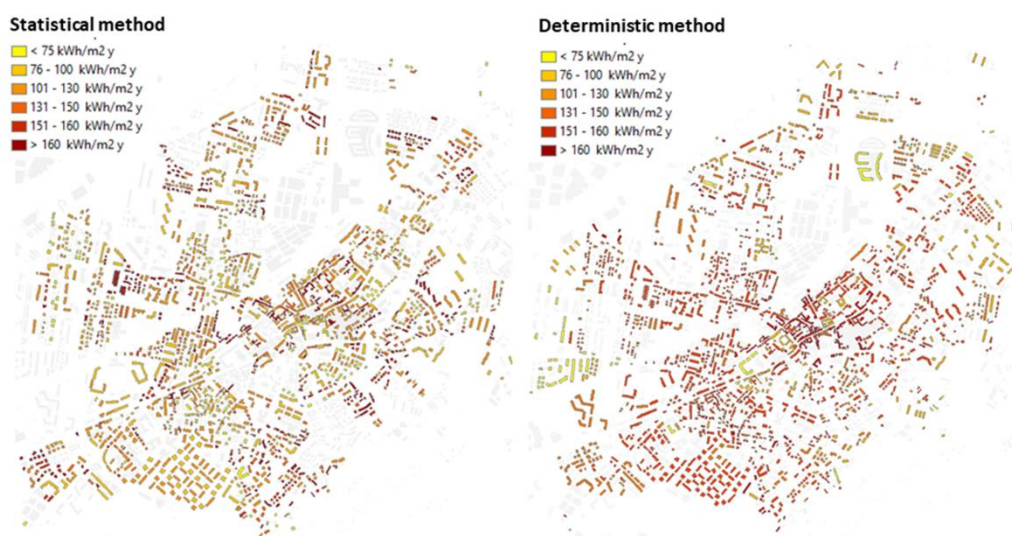 Statistical method
< 75 kWh/m2 y
76 - 100 kWh/m2 y
101 - 130 kWh/m2 y
131 - 150 kWh/m2 y
151 - 160 kWh/m2 y
> 160 kWh/m2 y
Deterministic method
< 75 kWh/m2 y
76 - 100 kWh/m2 y
101 - 130 kWh/m2 y
131 - 150 kWh/m2 y
151 - 160 kWh/m2 y
> 160 kWh/m2 y